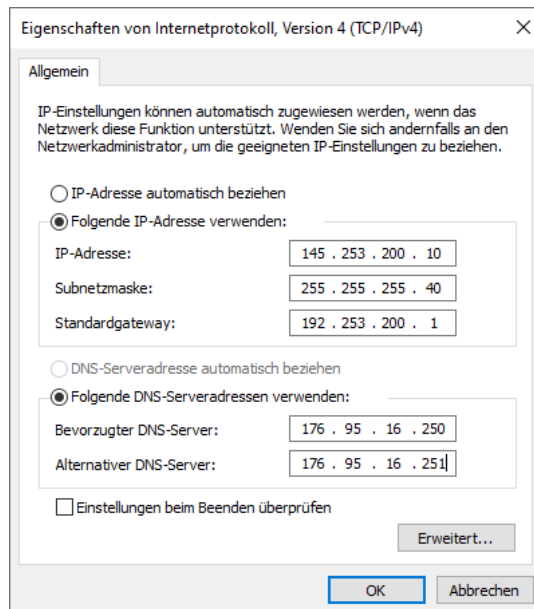 Eigenschaften von Internetprotokoll, Version 4 (TCP/IPv4)
Allgemein
IP-Einstellungen können automatisch zugewiesen werden, wenn das
Netzwerk diese Funktion unterstützt. Wenden Sie sich andernfalls an den
Netzwerkadministrator, um die geeigneten IP-Einstellungen zu beziehen.
IP-Adresse automatisch beziehen
Folgende IP-Adresse verwenden:
IP-Adresse: 145 . 253 . 200 . 10
Subnetzmaske: 255 . 255 . 255 . 40
Standardgateway: 192 . 253 . 200 . 1
DNS-Serveradresse automatisch beziehen
Folgende DNS-Serveradressen verwenden:
Bevorzugter DNS-Server: 176 . 95 . 16 . 250
Alternativer DNS-Server: 176 . 95 . 16 . 251
Einstellungen beim Beenden überprüfen
Erweitert...
OK Abbrechen